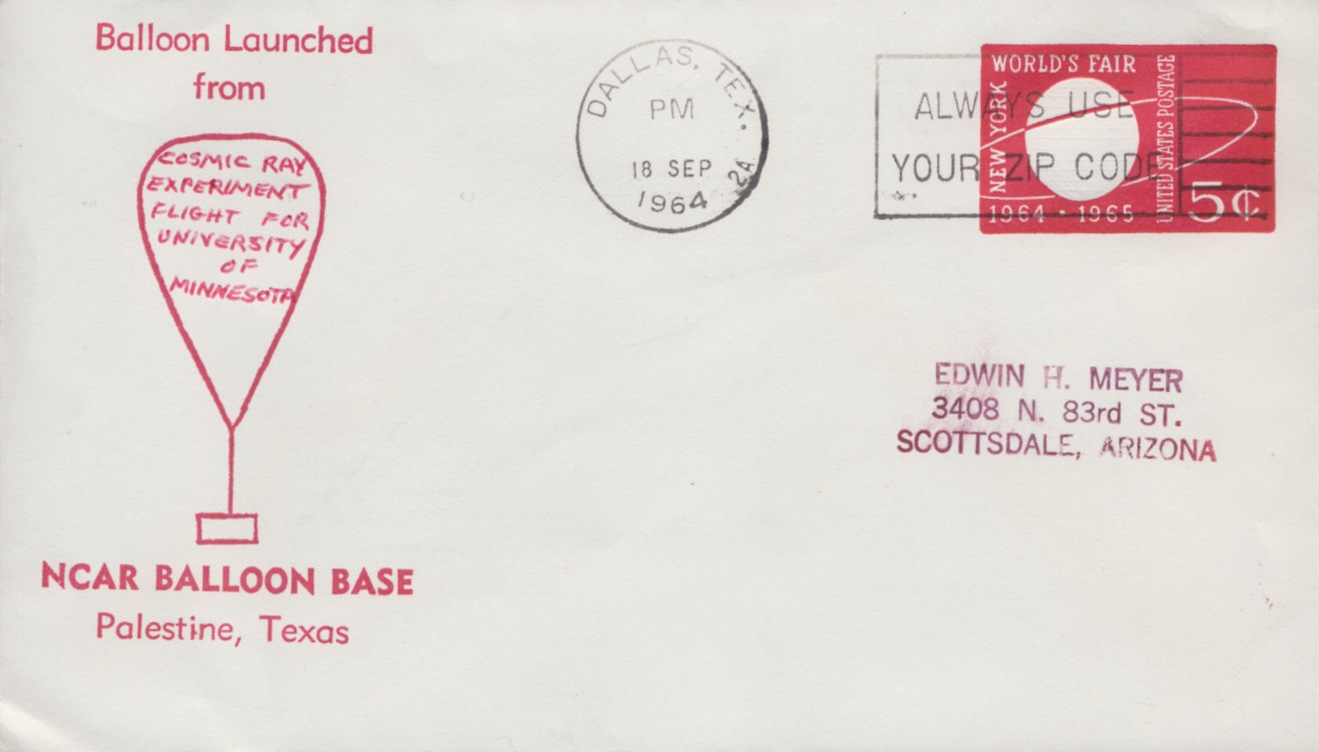 Balloon Launched
from
COSMIC RAY
EXPERIMENT
FLIGHT FOR
UNIVERSITY
OF
MINNESOTA
NCAR BALLOON BASE
Palestine, Texas
DALLAS, TEX.
PM
18 SEP
1964
2A
ALWAYS USE
YOUR ZIP CODE
WORLD'S FAIR
NEW YORK
1964 · 1965
UNITED STATES POSTAGE
5¢
EDWIN H. MEYER
3408 N. 83rd ST.
SCOTTSDALE, ARIZONA